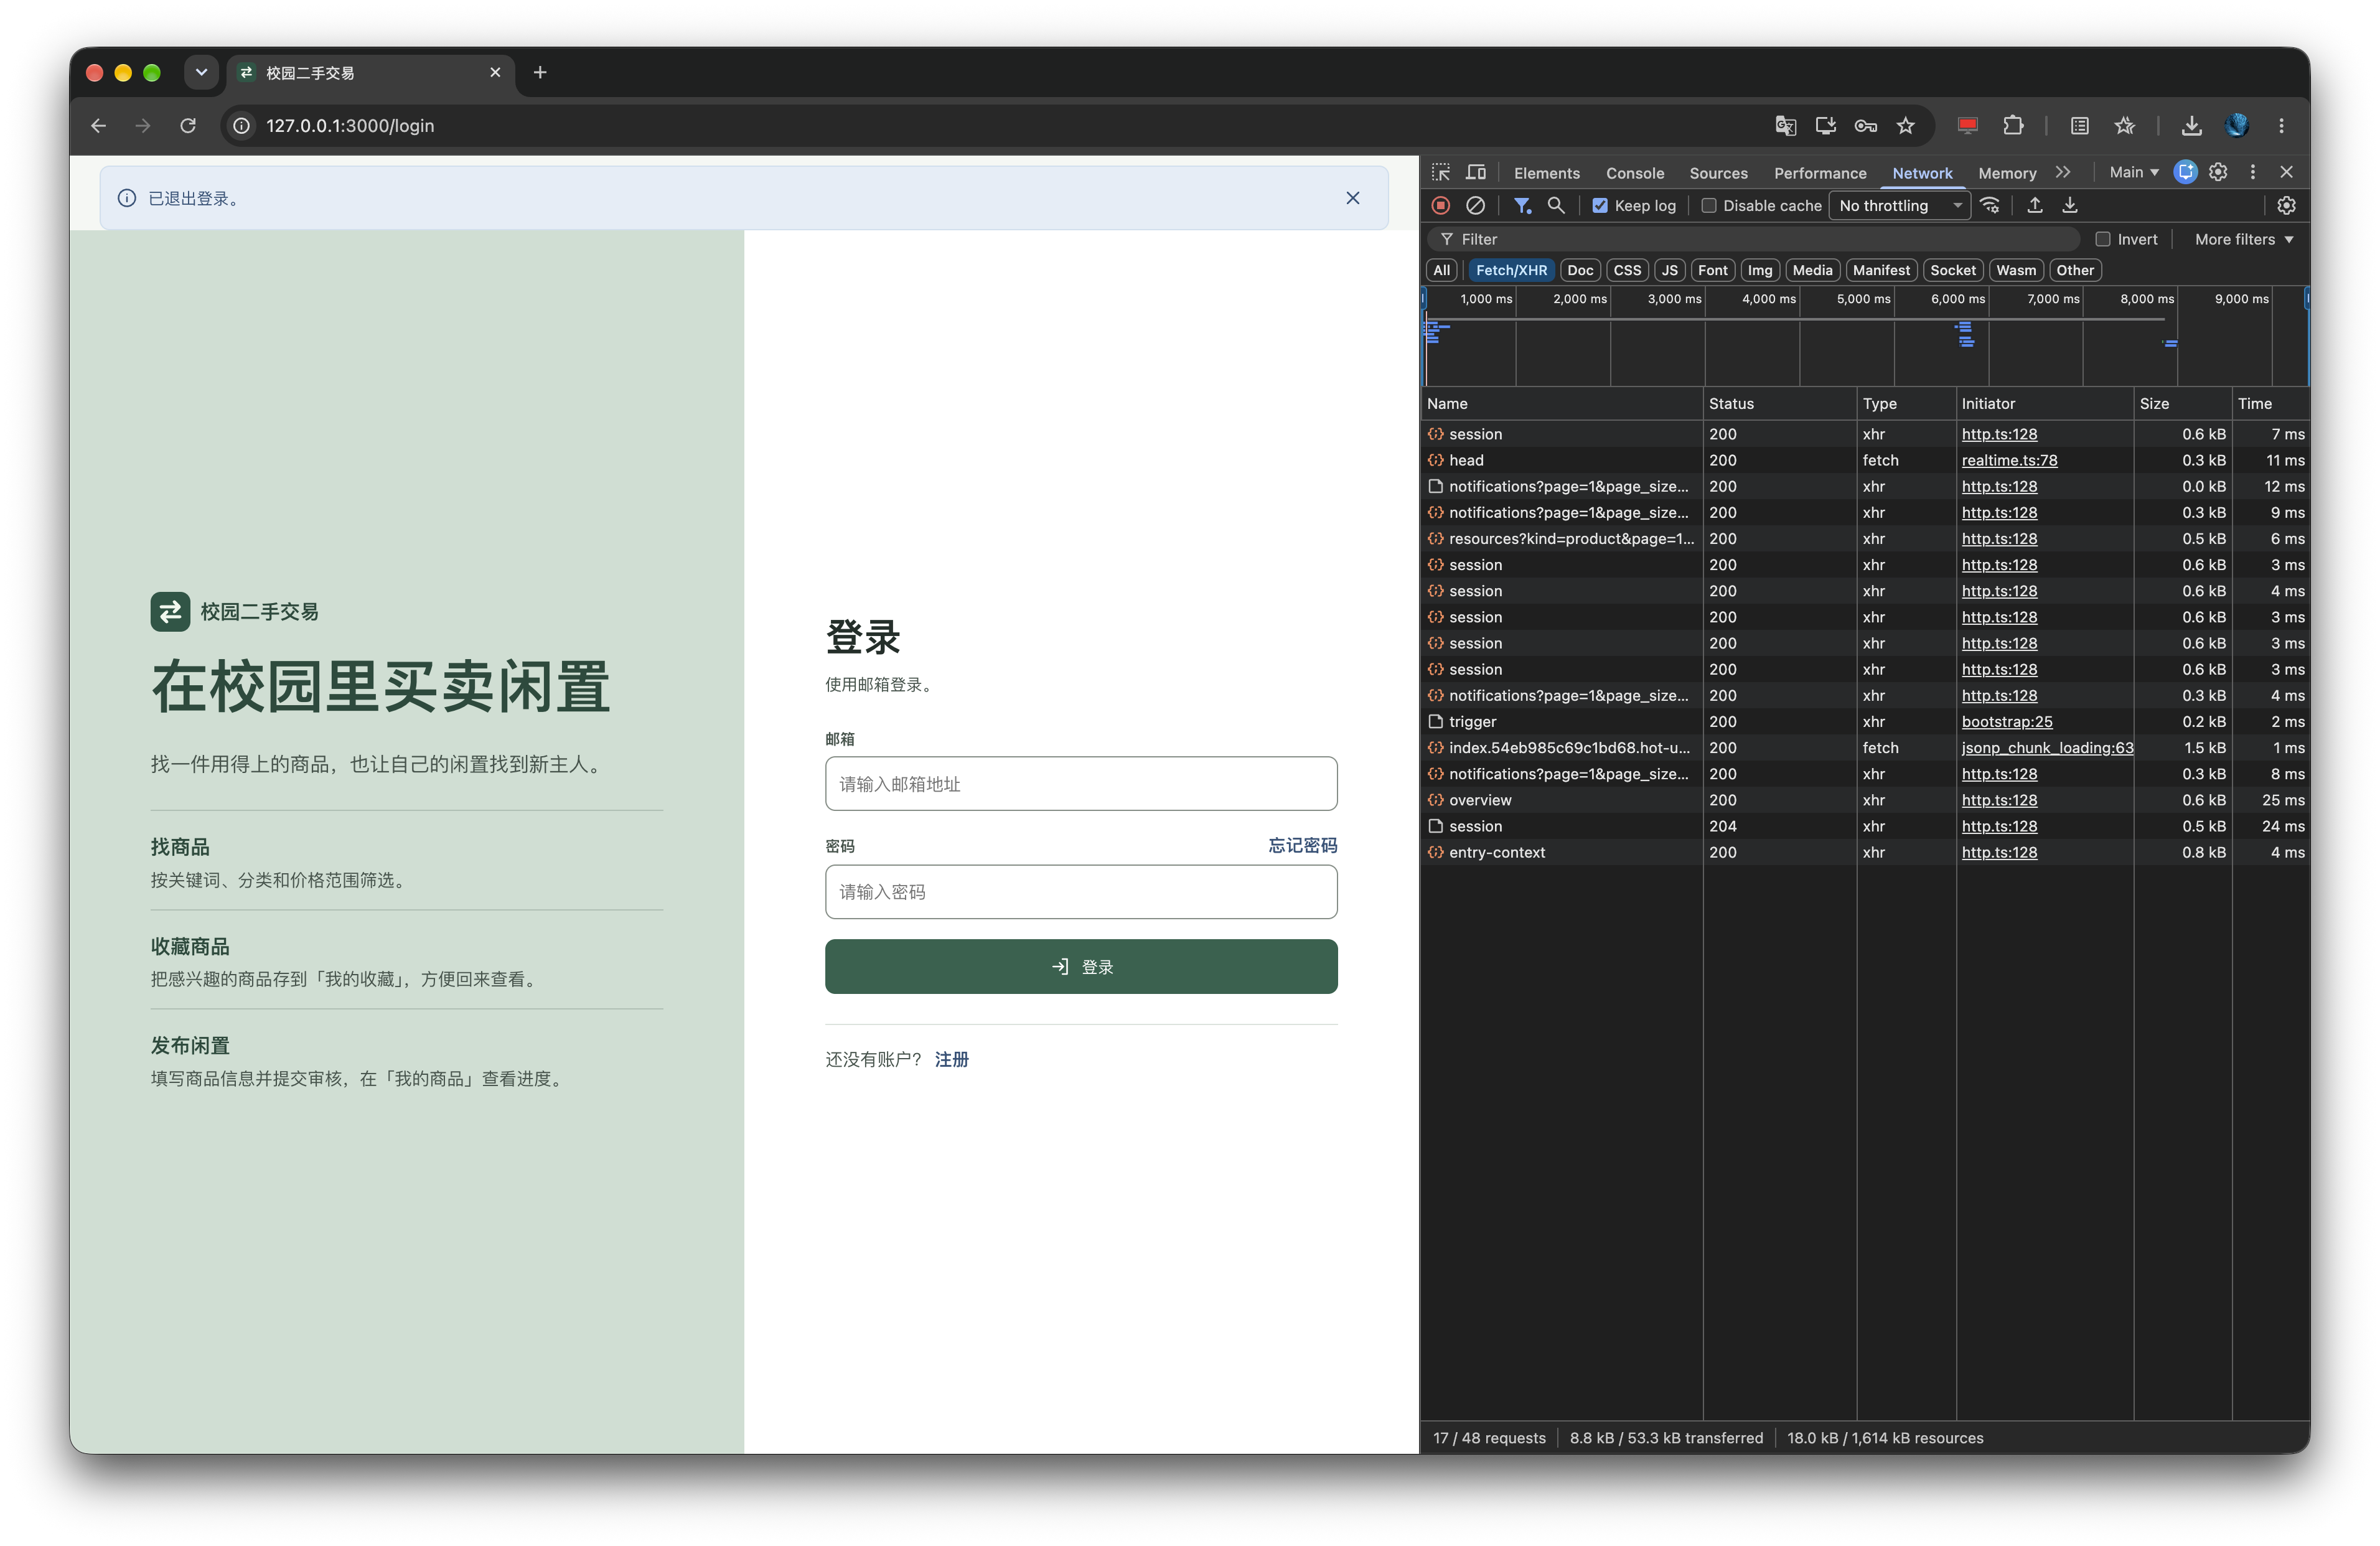 校园二手交易
127.0.0.1:3000/login
已退出登录。
校园二手交易
在校园里买卖闲置
找一件用得上的商品，也让自己的闲置找到新主人。
找商品
按关键词、分类和价格范围筛选。
收藏商品
把感兴趣的商品存到「我的收藏」，方便回来查看。
发布闲置
填写商品信息并提交审核，在「我的商品」查看进度。
登录
使用邮箱登录。
邮箱
请输入邮箱地址
密码 忘记密码
请输入密码
登录
还没有账户？ 注册
Elements Console Sources Performance Network Memory Main
Keep log Disable cache No throttling
Filter Invert More filters
All Fetch/XHR Doc CSS JS Font Img Media Manifest Socket Wasm Other
1,000 ms 2,000 ms 3,000 ms 4,000 ms 5,000 ms 6,000 ms 7,000 ms 8,000 ms 9,000 ms
Name Status Type Initiator Size Time
session 200 xhr http.ts:128 0.6 kB 7 ms
head 200 fetch realtime.ts:78 0.3 kB 11 ms
notifications?page=1&page_size... 200 xhr http.ts:128 0.0 kB 12 ms
notifications?page=1&page_size... 200 xhr http.ts:128 0.3 kB 9 ms
resources?kind=product&page=1... 200 xhr http.ts:128 0.5 kB 6 ms
session 200 xhr http.ts:128 0.6 kB 3 ms
session 200 xhr http.ts:128 0.6 kB 4 ms
session 200 xhr http.ts:128 0.6 kB 3 ms
session 200 xhr http.ts:128 0.6 kB 3 ms
session 200 xhr http.ts:128 0.6 kB 3 ms
notifications?page=1&page_size... 200 xhr http.ts:128 0.3 kB 4 ms
trigger 200 xhr bootstrap:25 0.2 kB 2 ms
index.54eb985c69c1bd68.hot-u... 200 fetch jsonp_chunk_loading:63 1.5 kB 1 ms
notifications?page=1&page_size... 200 xhr http.ts:128 0.3 kB 8 ms
overview 200 xhr http.ts:128 0.6 kB 25 ms
session 204 xhr http.ts:128 0.5 kB 24 ms
entry-context 200 xhr http.ts:128 0.8 kB 4 ms
17 / 48 requests 8.8 kB / 53.3 kB transferred 18.0 kB / 1,614 kB resources